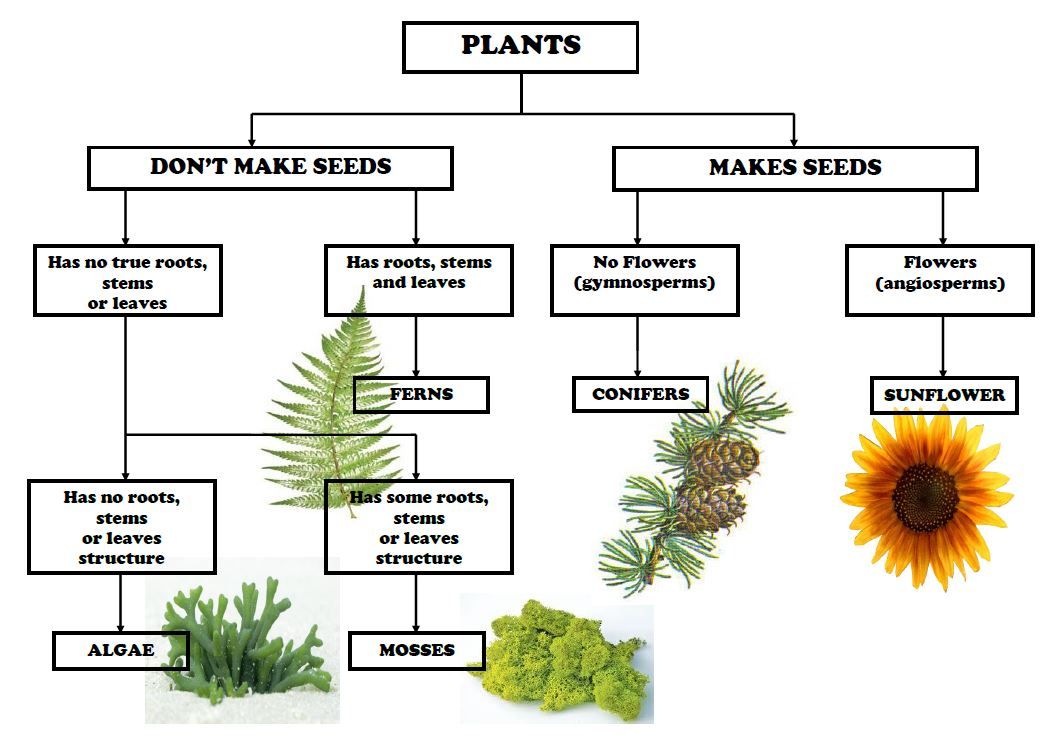 PLANTS
DON'T MAKE SEEDS
MAKES SEEDS
Has no true roots,
stems
or leaves
Has roots, stems
and leaves
No Flowers
(gymnosperms)
Flowers
(angiosperms)
FERNS
CONIFERS
SUNFLOWER
Has no roots,
stems
or leaves
structure
Has some roots,
stems
or leaves
structure
ALGAE
MOSSES